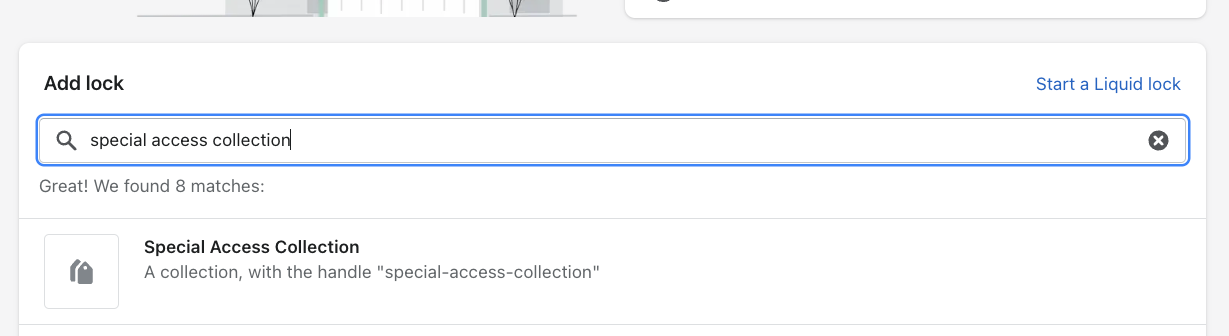 Add lock
Start a Liquid lock
special access collection
Great! We found 8 matches:
Special Access Collection
A collection, with the handle "special-access-collection"